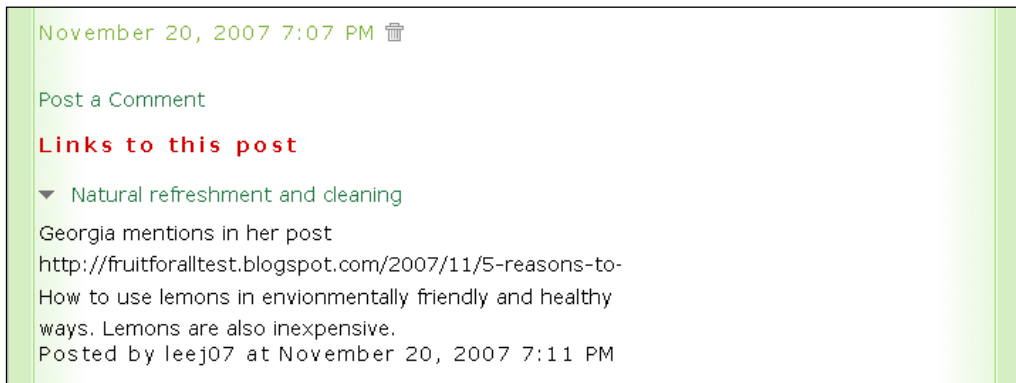 November 20, 2007 7:07 PM
Post a Comment
Links to this post
Natural refreshment and cleaning
Georgia mentions in her post
http://fruitforalltest.blogspot.com/2007/11/5-reasons-to-
How to use lemons in envionmentally friendly and healthy
ways. Lemons are also inexpensive.
Posted by leej07 at November 20, 2007 7:11 PM